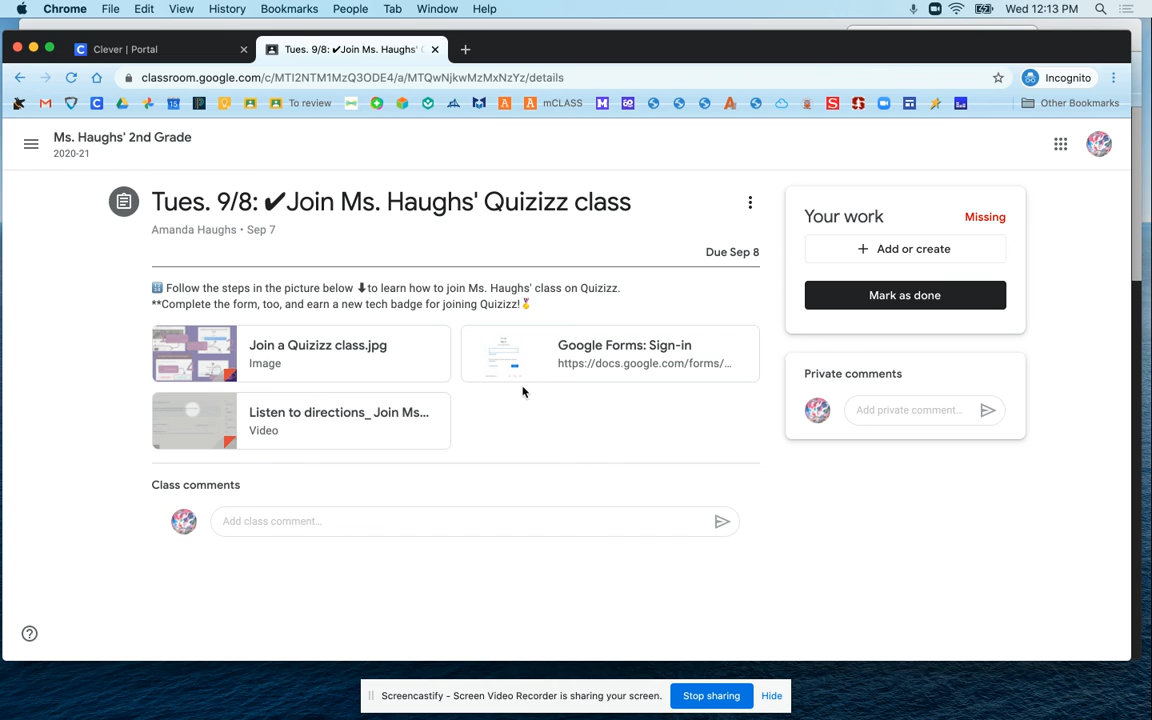 Chrome File Edit View History Bookmarks People Tab Window Help Wed 12:13 PM
Clever | Portal
Tues. 9/8: ✔Join Ms. Haughs'
classroom.google.com/c/MTI2NTM1MzQ3ODE4/a/MTQwNjkwMzMxNzYz/details
Incognito
To review
mCLASS
Other Bookmarks
Ms. Haughs' 2nd Grade
2020-21
Tues. 9/8: ✔Join Ms. Haughs' Quizizz class
Amanda Haughs • Sep 7
Due Sep 8
🔢 Follow the steps in the picture below ⬇to learn how to join Ms. Haughs' class on Quizizz.
**Complete the form, too, and earn a new tech badge for joining Quizizz!🏅
Join a Quizizz class.jpg
Image
Google Forms: Sign-in
https://docs.google.com/forms/...
Listen to directions_ Join Ms...
Video
Class comments
Add class comment...
Your work
Missing
+ Add or create
Mark as done
Private comments
Add private comment...
Screencastify - Screen Video Recorder is sharing your screen.
Stop sharing
Hide